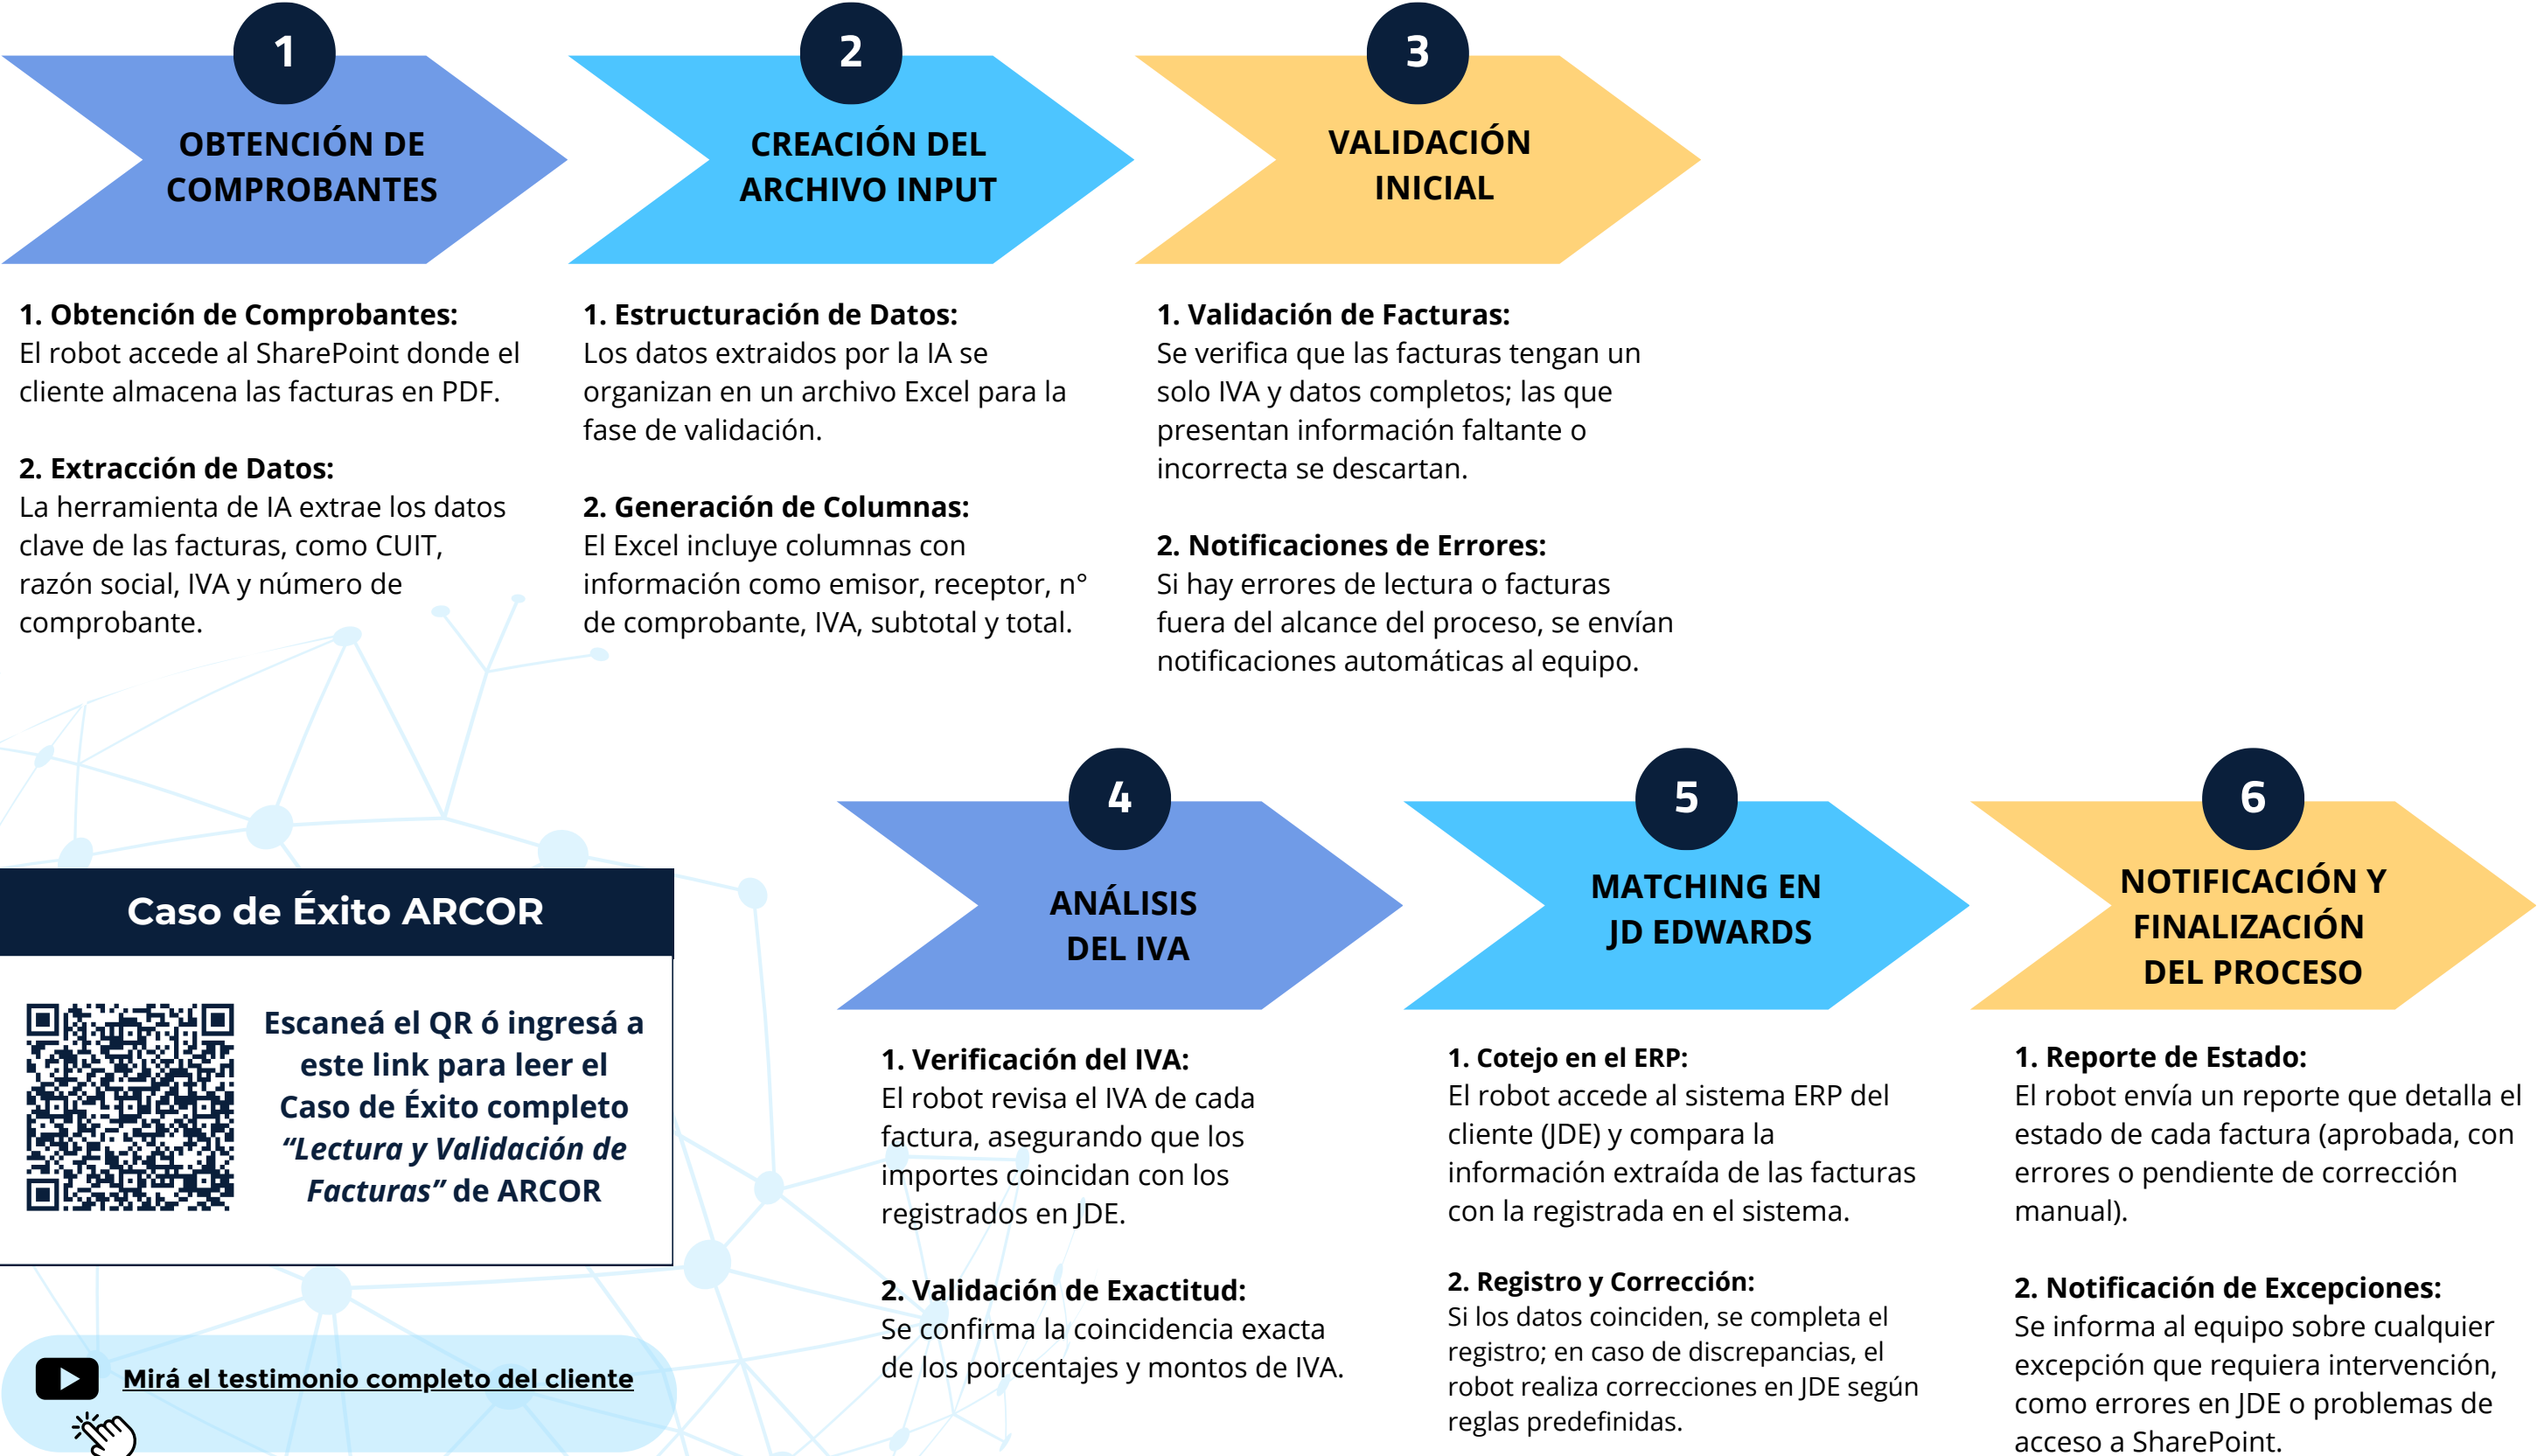 1
OBTENCIÓN DE
COMPROBANTES
1. Obtención de Comprobantes:
El robot accede al SharePoint donde el
cliente almacena las facturas en PDF.
2. Extracción de Datos:
La herramienta de IA extrae los datos
clave de las facturas, como CUIT,
razón social, IVA y número de
comprobante.
2
CREACIÓN DEL
ARCHIVO INPUT
1. Estructuración de Datos:
Los datos extraidos por la IA se
organizan en un archivo Excel para la
fase de validación.
2. Generación de Columnas:
El Excel incluye columnas con
información como emisor, receptor, n°
de comprobante, IVA, subtotal y total.
3
VALIDACIÓN
INICIAL
1. Validación de Facturas:
Se verifica que las facturas tengan un
solo IVA y datos completos; las que
presentan información faltante o
incorrecta se descartan.
2. Notificaciones de Errores:
Si hay errores de lectura o facturas
fuera del alcance del proceso, se envían
notificaciones automáticas al equipo.
4
ANÁLISIS
DEL IVA
1. Verificación del IVA:
El robot revisa el IVA de cada
factura, asegurando que los
importes coincidan con los
registrados en JDE.
2. Validación de Exactitud:
Se confirma la coincidencia exacta
de los porcentajes y montos de IVA.
5
MATCHING EN
JD EDWARDS
1. Cotejo en el ERP:
El robot accede al sistema ERP del
cliente (JDE) y compara la
información extraída de las facturas
con la registrada en el sistema.
2. Registro y Corrección:
Si los datos coinciden, se completa el
registro; en caso de discrepancias, el
robot realiza correcciones en JDE según
reglas predefinidas.
6
NOTIFICACIÓN Y
FINALIZACIÓN
DEL PROCESO
1. Reporte de Estado:
El robot envía un reporte que detalla el
estado de cada factura (aprobada, con
errores o pendiente de corrección
manual).
2. Notificación de Excepciones:
Se informa al equipo sobre cualquier
excepción que requiera intervención,
como errores en JDE o problemas de
acceso a SharePoint.
Caso de Éxito ARCOR
Escaneá el QR ó ingresá a
este link para leer el
Caso de Éxito completo
“Lectura y Validación de
Facturas” de ARCOR
Mirá el testimonio completo del cliente